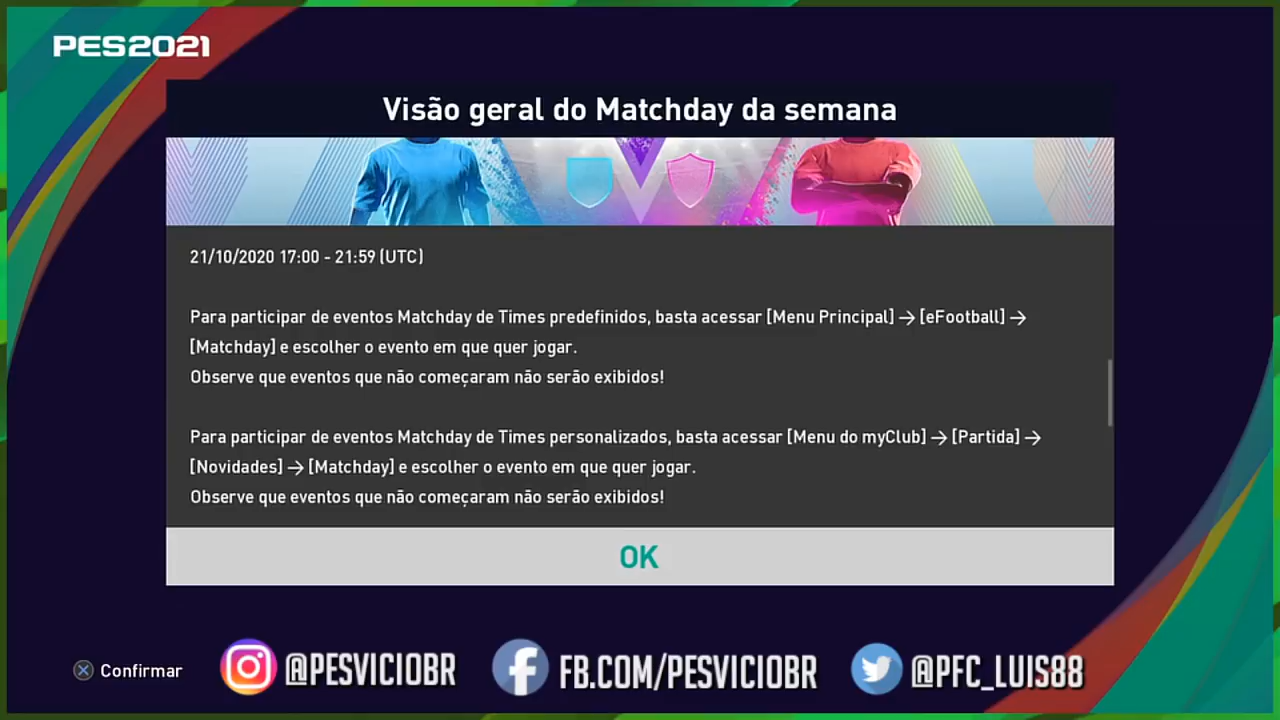 PES2021
Visão geral do Matchday da semana
21/10/2020 17:00 - 21:59 (UTC)
Para participar de eventos Matchday de Times predefinidos, basta acessar [Menu Principal] → [eFootball] →
[Matchday] e escolher o evento em que quer jogar.
Observe que eventos que não começaram não serão exibidos!
Para participar de eventos Matchday de Times personalizados, basta acessar [Menu do myClub] → [Partida] →
[Novidades] → [Matchday] e escolher o evento em que quer jogar.
Observe que eventos que não começaram não serão exibidos!
OK
Confirmar @PESVICIOBR FB.COM/PESVICIOBR @PFC_LUIS88